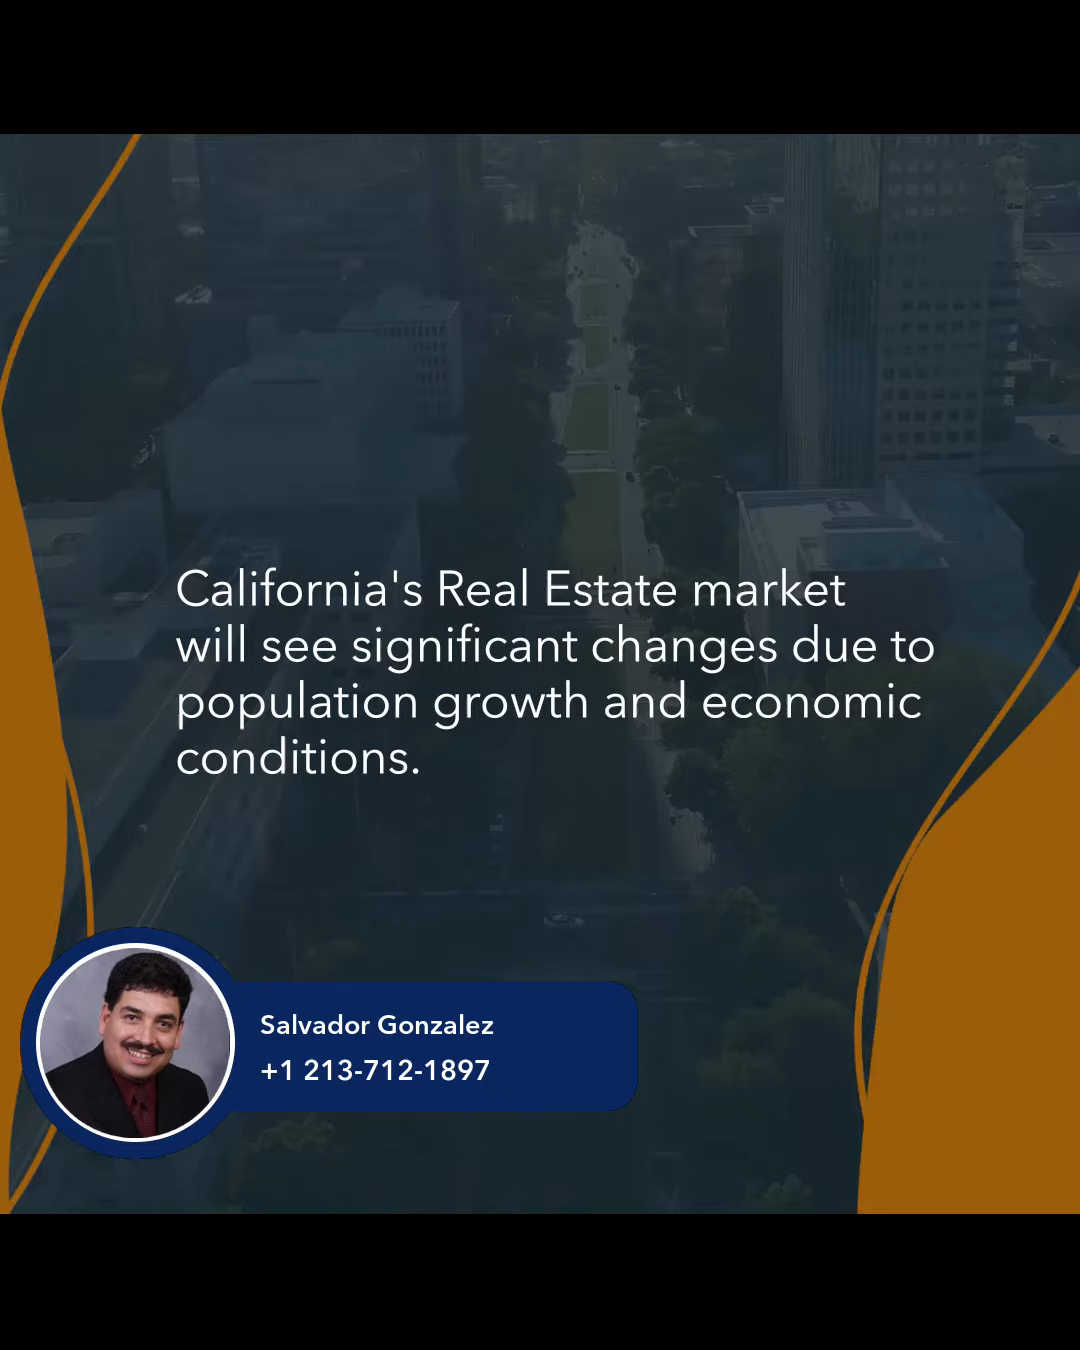 California's Real Estate market
will see significant changes due to
population growth and economic
conditions.
Salvador Gonzalez
+1 213-712-1897